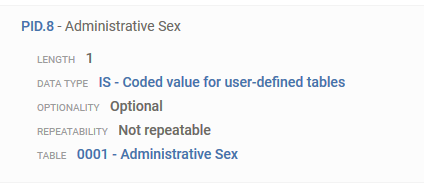 PID.8 - Administrative Sex
LENGTH 1
DATA TYPE IS - Coded value for user-defined tables
OPTIONALITY Optional
REPEATABILITY Not repeatable
TABLE 0001 - Administrative Sex